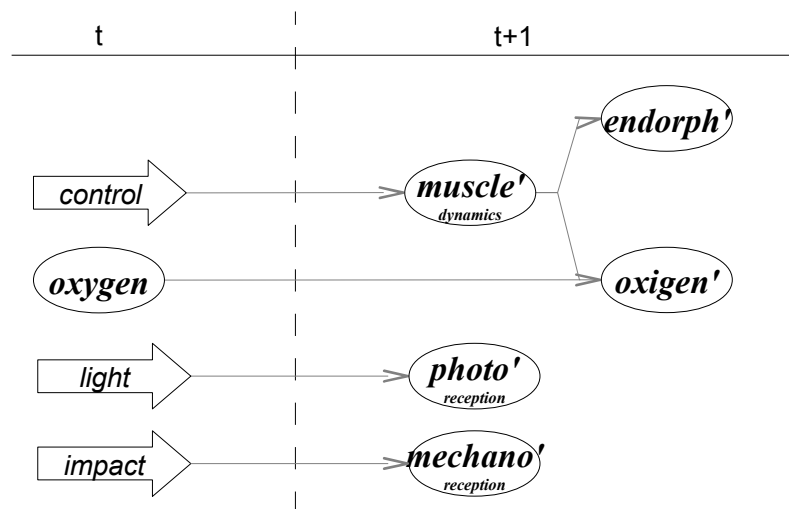 t
t+1
endorph'
control
muscle'
dynamics
oxygen
oxigen'
light
photo'
reception
impact
mechano'
reception